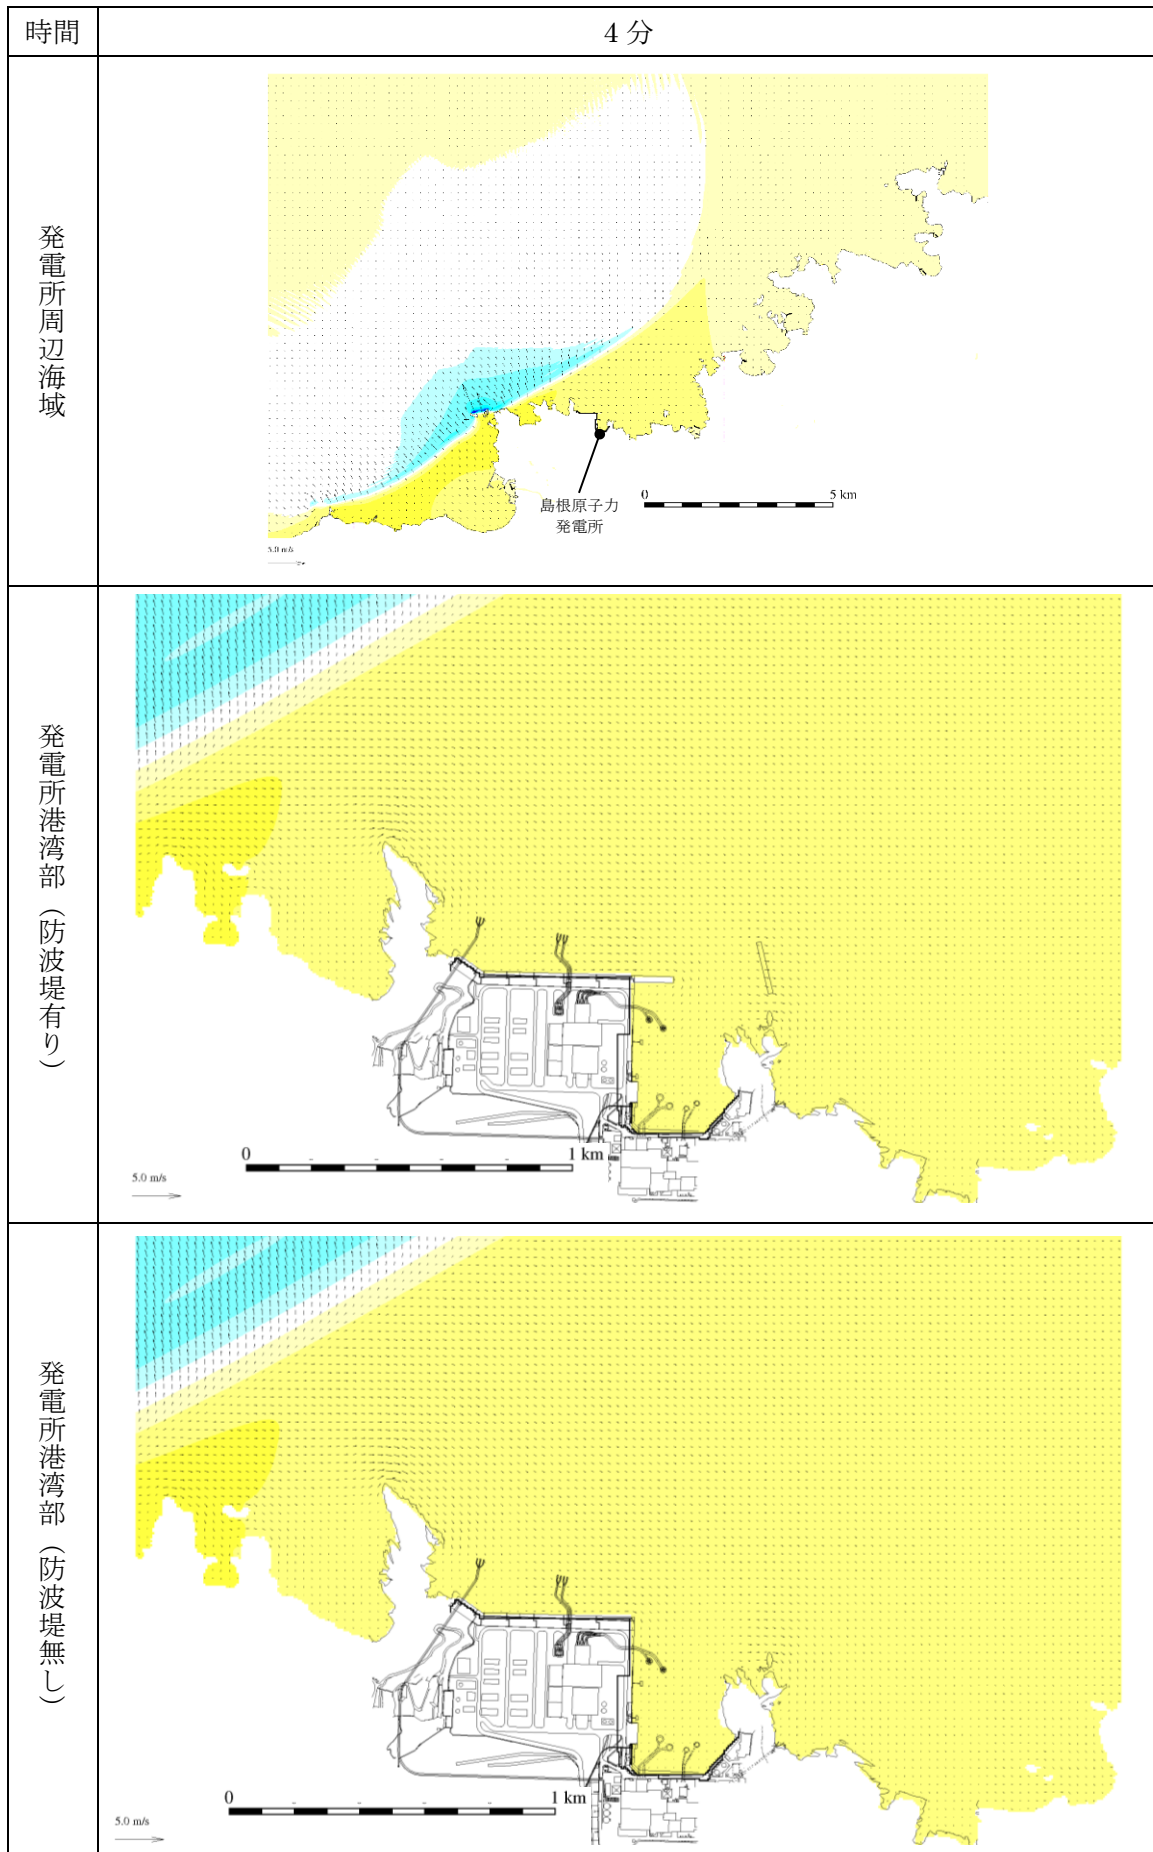 時間
4分
発電所周辺海域
島根原子力
発電所
0 5 km
5.0 m/s
発電所港湾部（防波堤有り）
0 1 km
5.0 m/s
発電所港湾部（防波堤無し）
0 1 km
5.0 m/s